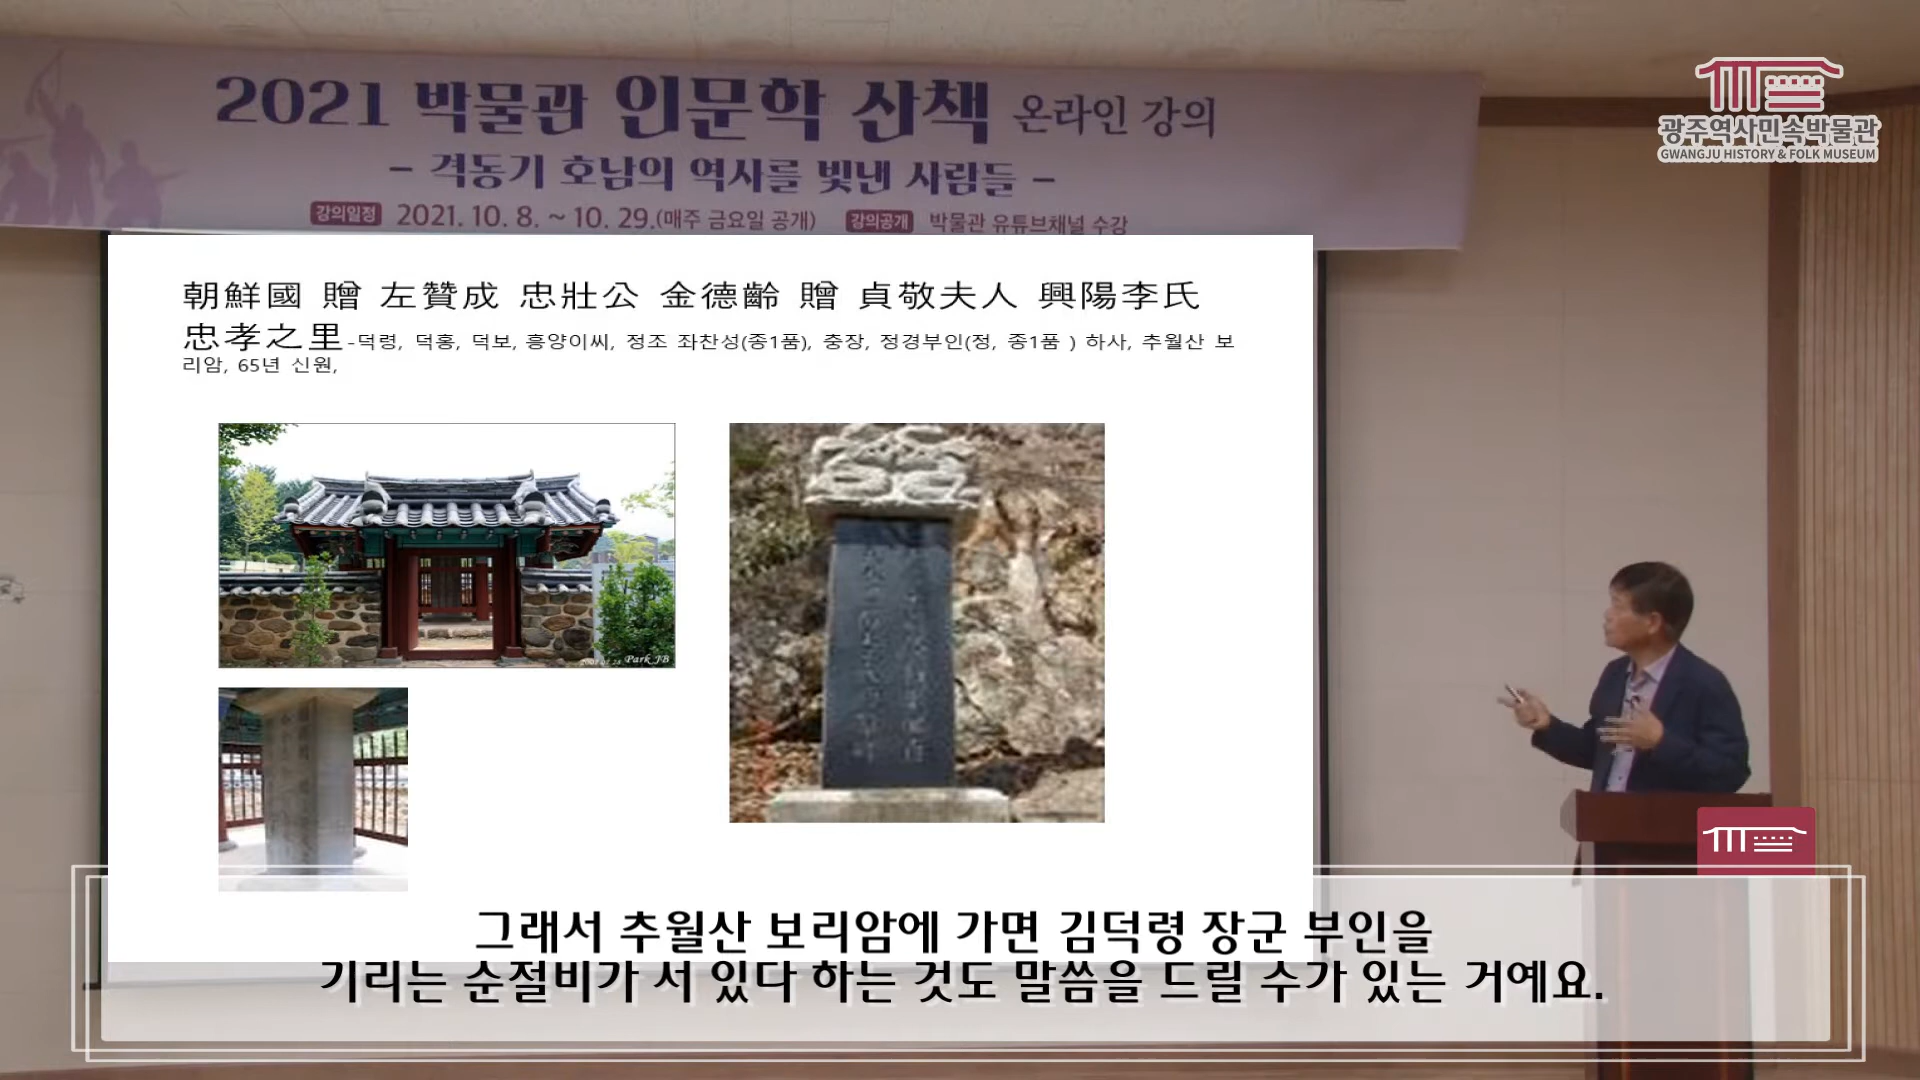 2021 박물관 인문학 산책 온라인 강의
- 격동기 호남의 역사를 빛낸 사람들 -
강의일정 2021. 10. 8. ~ 10. 29.(매주 금요일 공개) 강의공개 박물관 유튜브채널 수강
광주역사민속박물관
GWANGJU HISTORY & FOLK MUSEUM
朝鮮國 贈 左贊成 忠壯公 金德齡 贈 貞敬夫人 興陽李氏
忠孝之里-덕령, 덕홍, 덕보, 흥양이씨, 정조 좌찬성(종1품), 충장, 정경부인(정, 종1품 ) 하사, 추월산 보
리암, 65년 신원,
Park JB
그래서 추월산 보리암에 가면 김덕령 장군 부인을
기리는 순절비가 서 있다 하는 것도 말씀을 드릴 수가 있는 거예요.